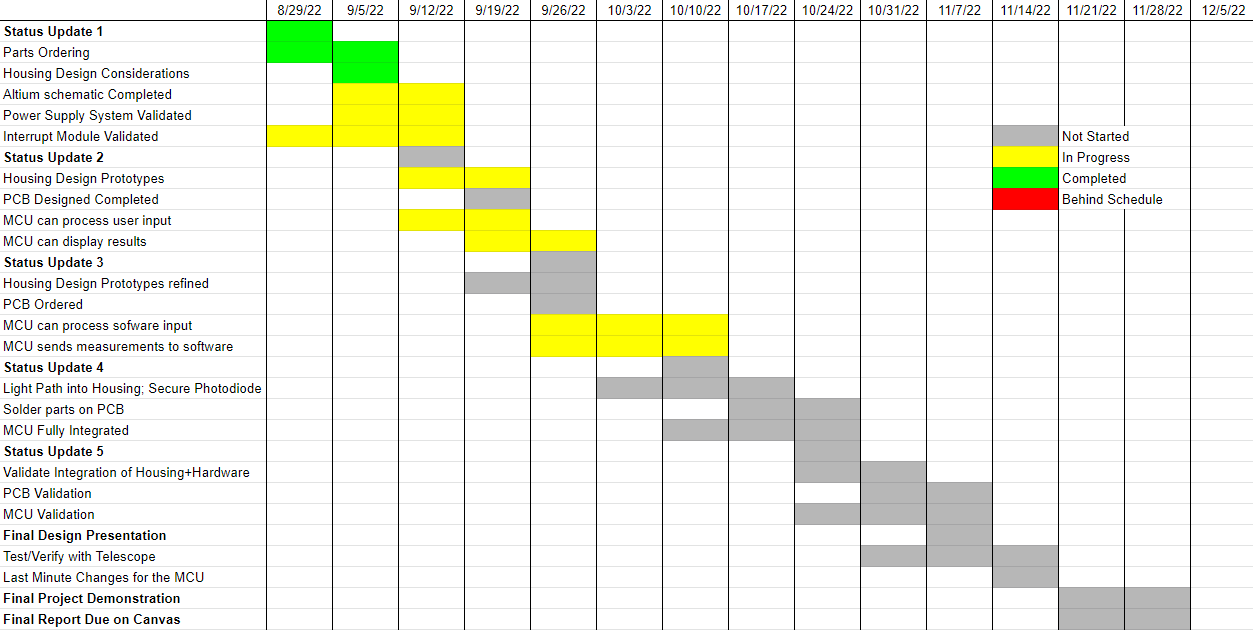 8/29/22 9/5/22 9/12/22 9/19/22 9/26/22 10/3/22 10/10/22 10/17/22 10/24/22 10/31/22 11/7/22 11/14/22 11/21/22 11/28/22 12/5/22
Status Update 1
Parts Ordering
Housing Design Considerations
Altium schematic Completed
Power Supply System Validated
Interrupt Module Validated
Not Started
Status Update 2
In Progress
Housing Design Prototypes
Completed
PCB Designed Completed
Behind Schedule
MCU can process user input
MCU can display results
Status Update 3
Housing Design Prototypes refined
PCB Ordered
MCU can process sofware input
MCU sends measurements to software
Status Update 4
Light Path into Housing; Secure Photodiode
Solder parts on PCB
MCU Fully Integrated
Status Update 5
Validate Integration of Housing+Hardware
PCB Validation
MCU Validation
Final Design Presentation
Test/Verify with Telescope
Last Minute Changes for the MCU
Final Project Demonstration
Final Report Due on Canvas